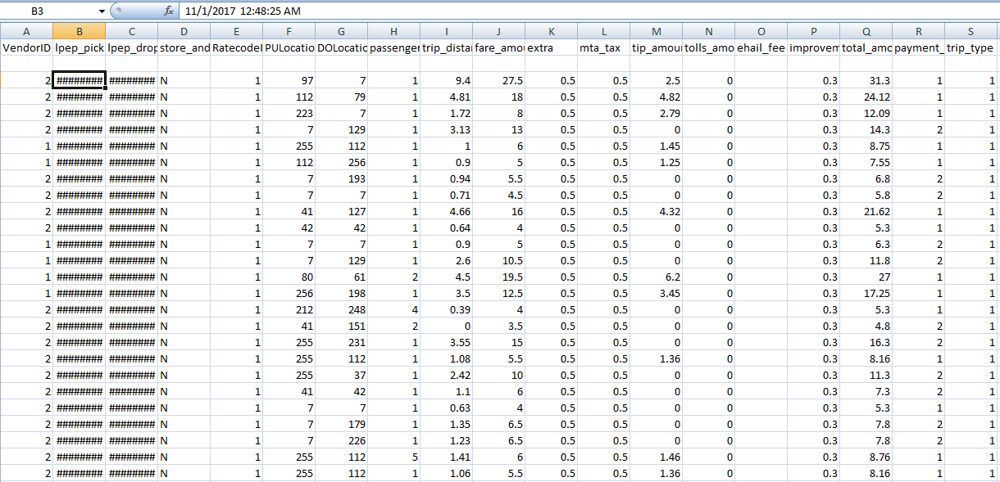 B3 fx 11/1/2017 12:48:25 AM
A B C D E F G H I J K L M N O P Q R S
VendorID lpep_pick lpep_drop store_and RatecodeI PULocatio DOLocatic passenger trip_distar fare_amou extra mta_tax tip_amour tolls_amo ehail_fee improvem total_amo payment_ trip_type
2 ######## ######## N 1 97 7 1 9.4 27.5 0.5 0.5 2.5 0 0.3 31.3 1 1
2 ######## ######## N 1 112 79 1 4.81 18 0.5 0.5 4.82 0 0.3 24.12 1 1
2 ######## ######## N 1 223 7 1 1.72 8 0.5 0.5 2.79 0 0.3 12.09 1 1
2 ######## ######## N 1 7 129 1 3.13 13 0.5 0.5 0 0 0.3 14.3 2 1
1 ######## ######## N 1 255 112 1 1 6 0.5 0.5 1.45 0 0.3 8.75 1 1
1 ######## ######## N 1 112 256 1 0.9 5 0.5 0.5 1.25 0 0.3 7.55 1 1
2 ######## ######## N 1 7 193 1 0.94 5.5 0.5 0.5 0 0 0.3 6.8 2 1
2 ######## ######## N 1 7 7 1 0.71 4.5 0.5 0.5 0 0 0.3 5.8 2 1
2 ######## ######## N 1 41 127 1 4.66 16 0.5 0.5 4.32 0 0.3 21.62 1 1
2 ######## ######## N 1 42 42 1 0.64 4 0.5 0.5 0 0 0.3 5.3 1 1
1 ######## ######## N 1 7 7 1 0.9 5 0.5 0.5 0 0 0.3 6.3 2 1
1 ######## ######## N 1 7 129 1 2.6 10.5 0.5 0.5 0 0 0.3 11.8 2 1
1 ######## ######## N 1 80 61 2 4.5 19.5 0.5 0.5 6.2 0 0.3 27 1 1
1 ######## ######## N 1 256 198 1 3.5 12.5 0.5 0.5 3.45 0 0.3 17.25 1 1
2 ######## ######## N 1 212 248 4 0.39 4 0.5 0.5 0 0 0.3 5.3 1 1
2 ######## ######## N 1 41 151 2 0 3.5 0.5 0.5 0 0 0.3 4.8 2 1
2 ######## ######## N 1 255 231 1 3.55 15 0.5 0.5 0 0 0.3 16.3 2 1
2 ######## ######## N 1 255 112 1 1.08 5.5 0.5 0.5 1.36 0 0.3 8.16 1 1
2 ######## ######## N 1 255 37 1 2.42 10 0.5 0.5 0 0 0.3 11.3 2 1
2 ######## ######## N 1 41 42 1 1.1 6 0.5 0.5 0 0 0.3 7.3 2 1
2 ######## ######## N 1 7 7 1 0.63 4 0.5 0.5 0 0 0.3 5.3 1 1
2 ######## ######## N 1 7 179 1 1.35 6.5 0.5 0.5 0 0 0.3 7.8 2 1
2 ######## ######## N 1 7 226 1 1.23 6.5 0.5 0.5 0 0 0.3 7.8 2 1
2 ######## ######## N 1 255 112 5 1.41 6 0.5 0.5 1.46 0 0.3 8.76 1 1
2 ######## ######## N 1 255 112 1 1.06 5.5 0.5 0.5 1.36 0 0.3 8.16 1 1